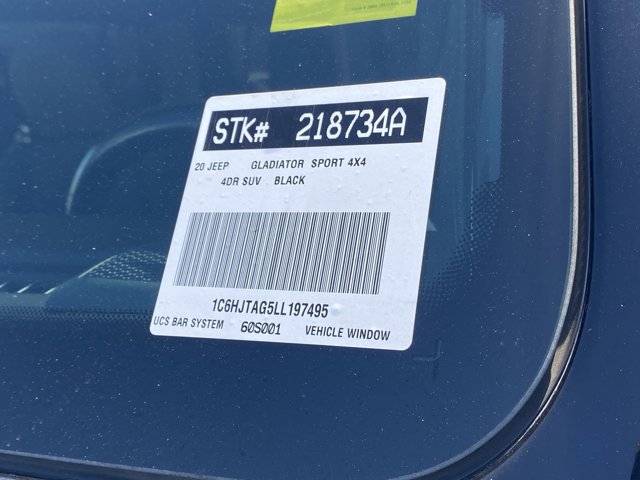 STK# 218734A
20 JEEP GLADIATOR SPORT 4X4
4DR SUV BLACK
1C6HJTAG5LL197495
UCS BAR SYSTEM 60S001 VEHICLE WINDOW